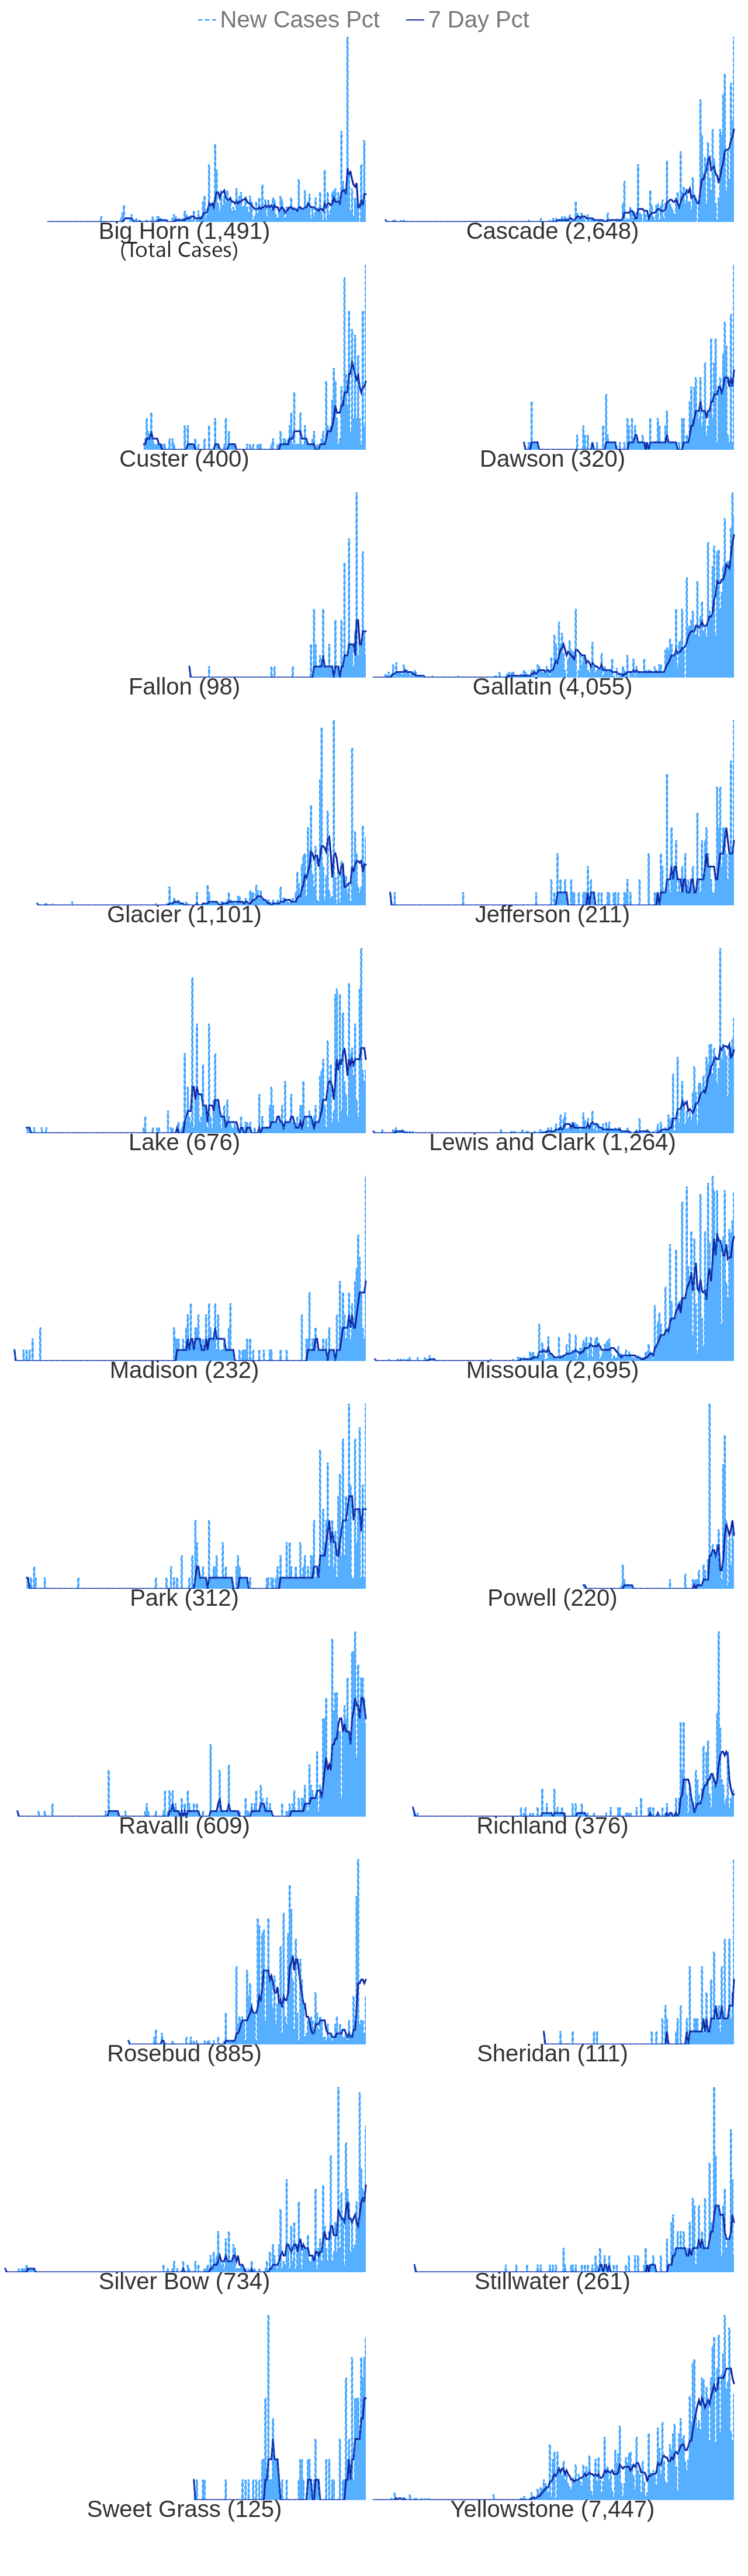 New Cases Pct 7 Day Pct
Big Horn (1,491) Cascade (2,648)
(Total Cases)
Custer (400) Dawson (320)
Fallon (98) Gallatin (4,055)
Glacier (1,101) Jefferson (211)
Lake (676) Lewis and Clark (1,264)
Madison (232) Missoula (2,695)
Park (312) Powell (220)
Ravalli (609) Richland (376)
Rosebud (885) Sheridan (111)
Silver Bow (734) Stillwater (261)
Sweet Grass (125) Yellowstone (7,447)